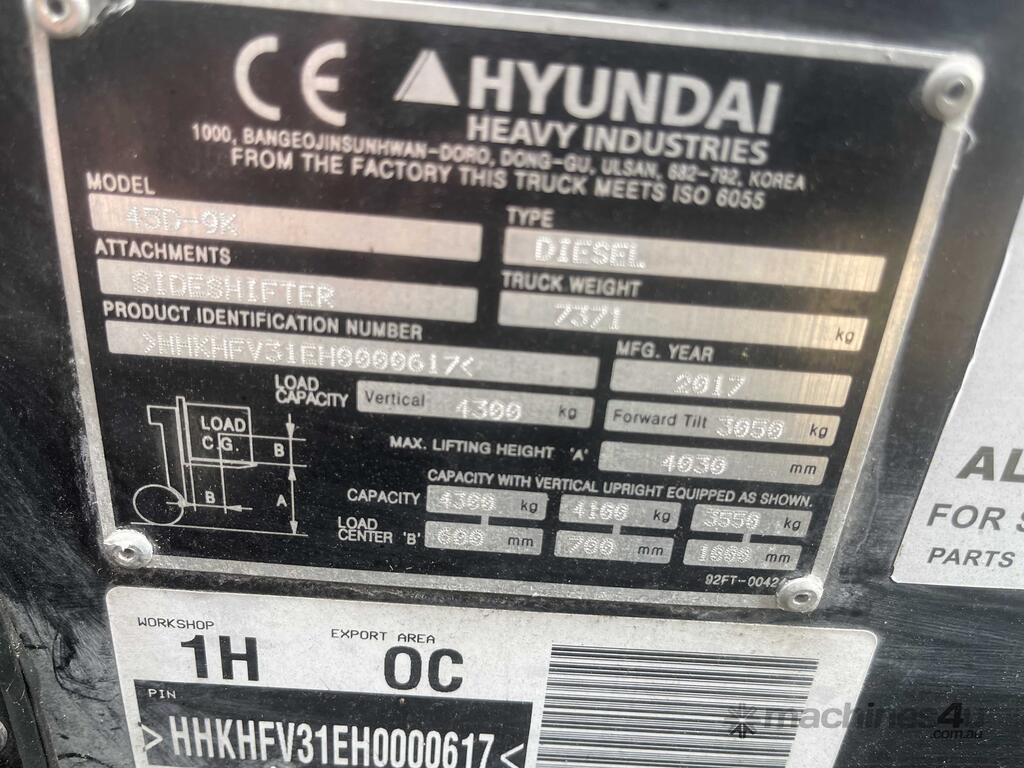 CE HYUNDAI
HEAVY INDUSTRIES
1000, BANGEOJINSUNHWAN-DORO, DONG-GU, ULSAN, 682-792, KOREA
FROM THE FACTORY THIS TRUCK MEETS ISO 6055
MODEL
45D-9K
TYPE
DIESEL
ATTACHMENTS
SIDESHIFTER
TRUCK WEIGHT
7371 kg
PRODUCT IDENTIFICATION NUMBER
>HHKHFV31EH0000617<
MFG. YEAR
2017
LOAD CAPACITY
Vertical 4300 kg
Forward Tilt 3050 kg
MAX. LIFTING HEIGHT 'A' 4030 mm
LOAD
C.G.
B
B
A
CAPACITY WITH VERTICAL UPRIGHT EQUIPPED AS SHOWN.
CAPACITY 4300 kg 4100 kg 3550 kg
LOAD CENTER 'B' 600 mm 700 mm 1000 mm
92FT-0042
AL
FOR S
PARTS
WORKSHOP
1H
EXPORT AREA
OC
PIN
>HHKHFV31EH0000617<
machines4u
.com.au